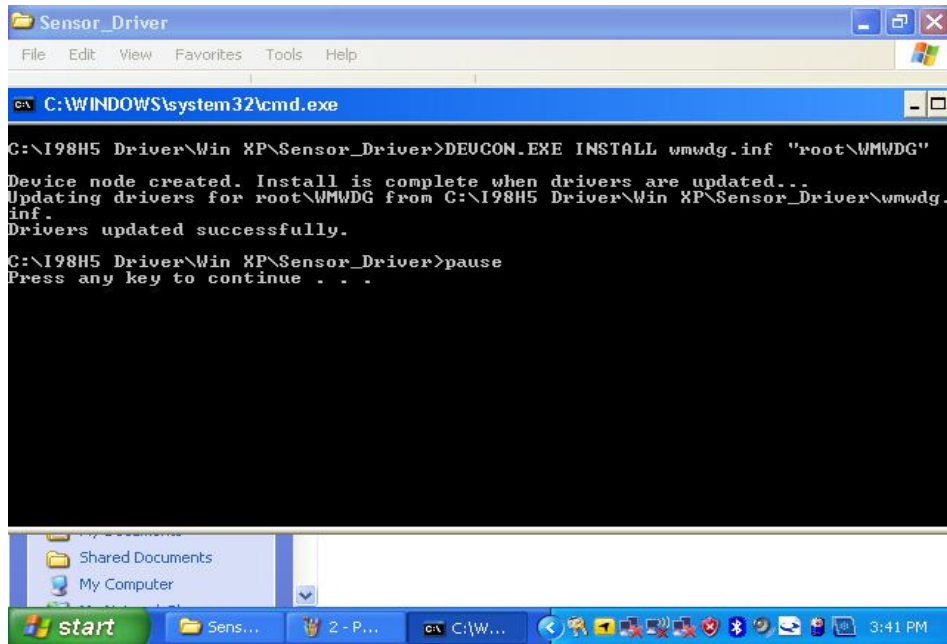 Sensor_Driver
File Edit View Favorites Tools Help
C:\WINDOWS\system32\cmd.exe
C:\I98H5 Driver\Win XP\Sensor_Driver>DEVCON.EXE INSTALL wmwdg.inf "root\WMWDG"
Device node created. Install is complete when drivers are updated...
Updating drivers for root\WMWDG from C:\I98H5 Driver\Win XP\Sensor_Driver\wmwdg.
inf.
Drivers updated successfully.
C:\I98H5 Driver\Win XP\Sensor_Driver>pause
Press any key to continue . . .
Shared Documents
My Computer
start Sens... 2 - P... C:\W... 3:41 PM